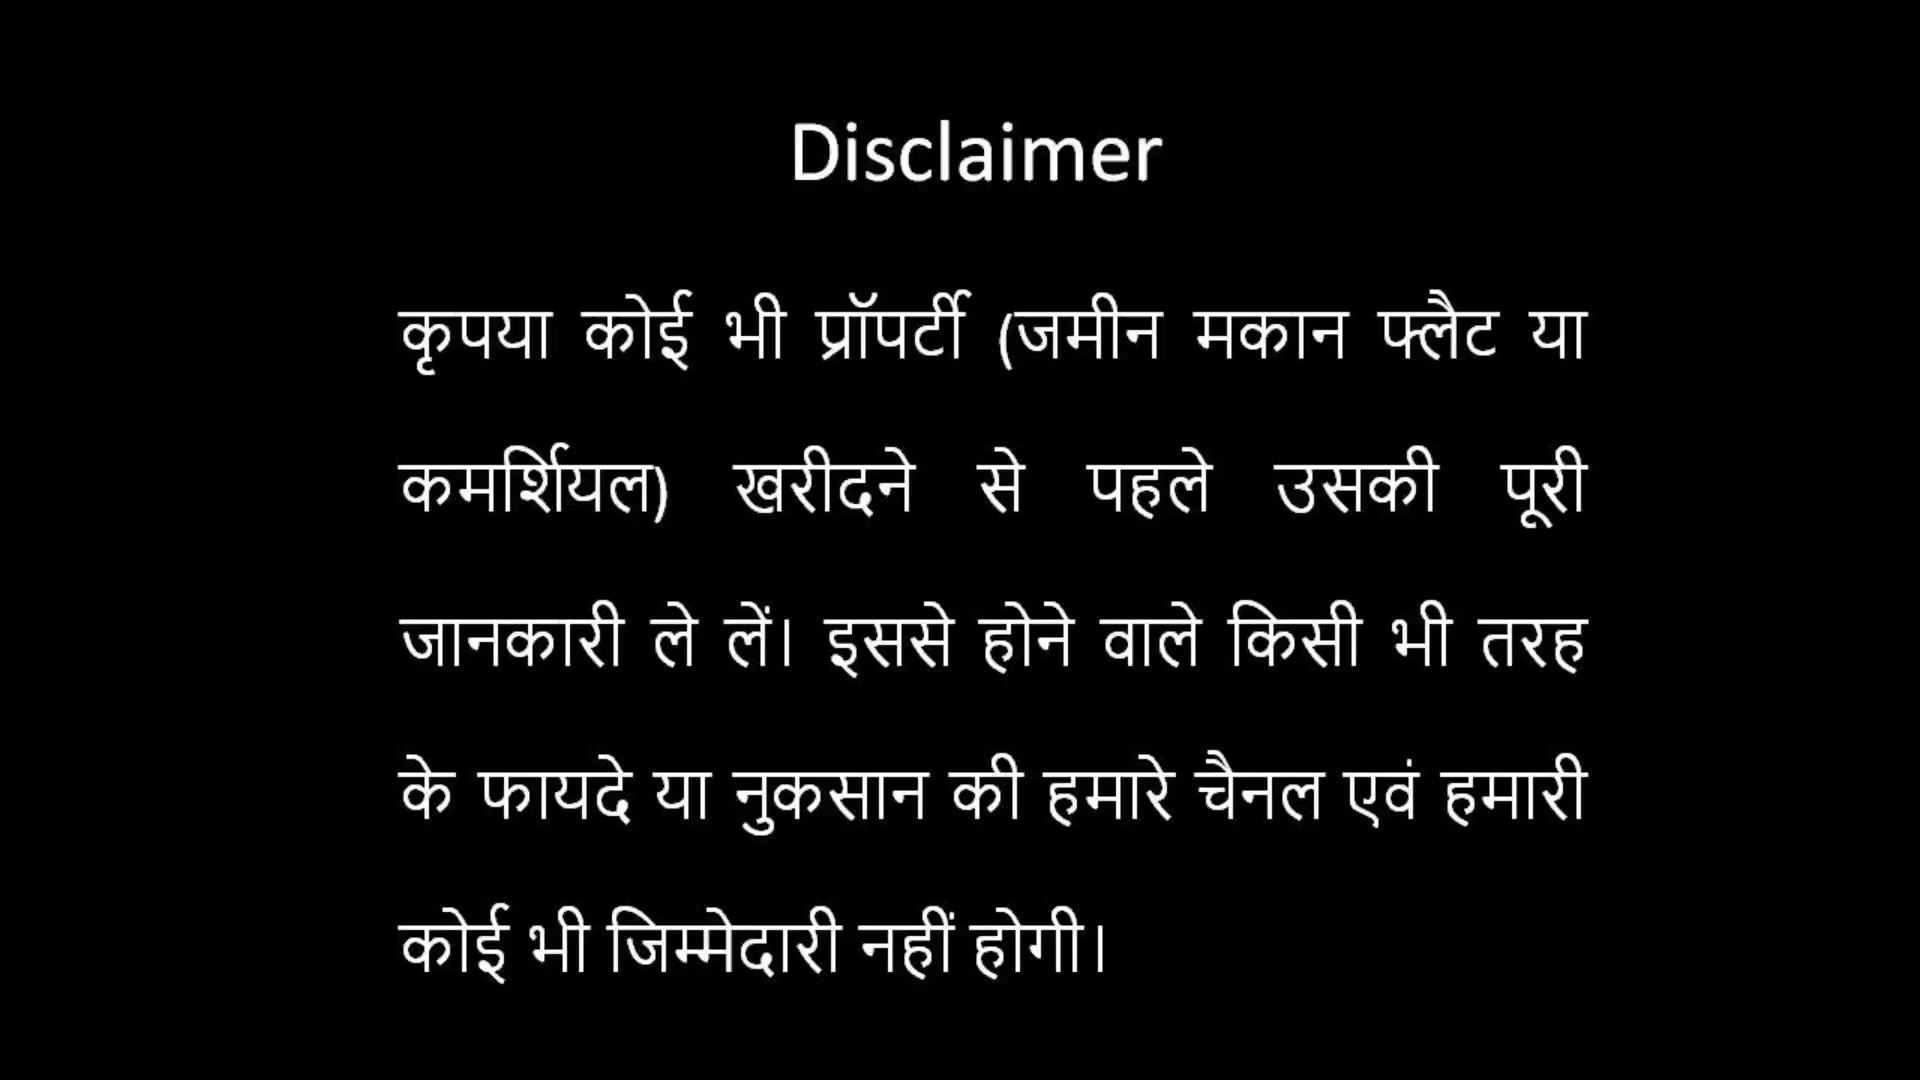 Disclaimer
कृपया कोई भी प्रॉपर्टी (जमीन मकान फ्लैट या
कमर्शियल) खरीदने से पहले उसकी पूरी
जानकारी ले लें। इससे होने वाले किसी भी तरह
के फायदे या नुकसान की हमारे चैनल एवं हमारी
कोई भी जिम्मेदारी नहीं होगी।